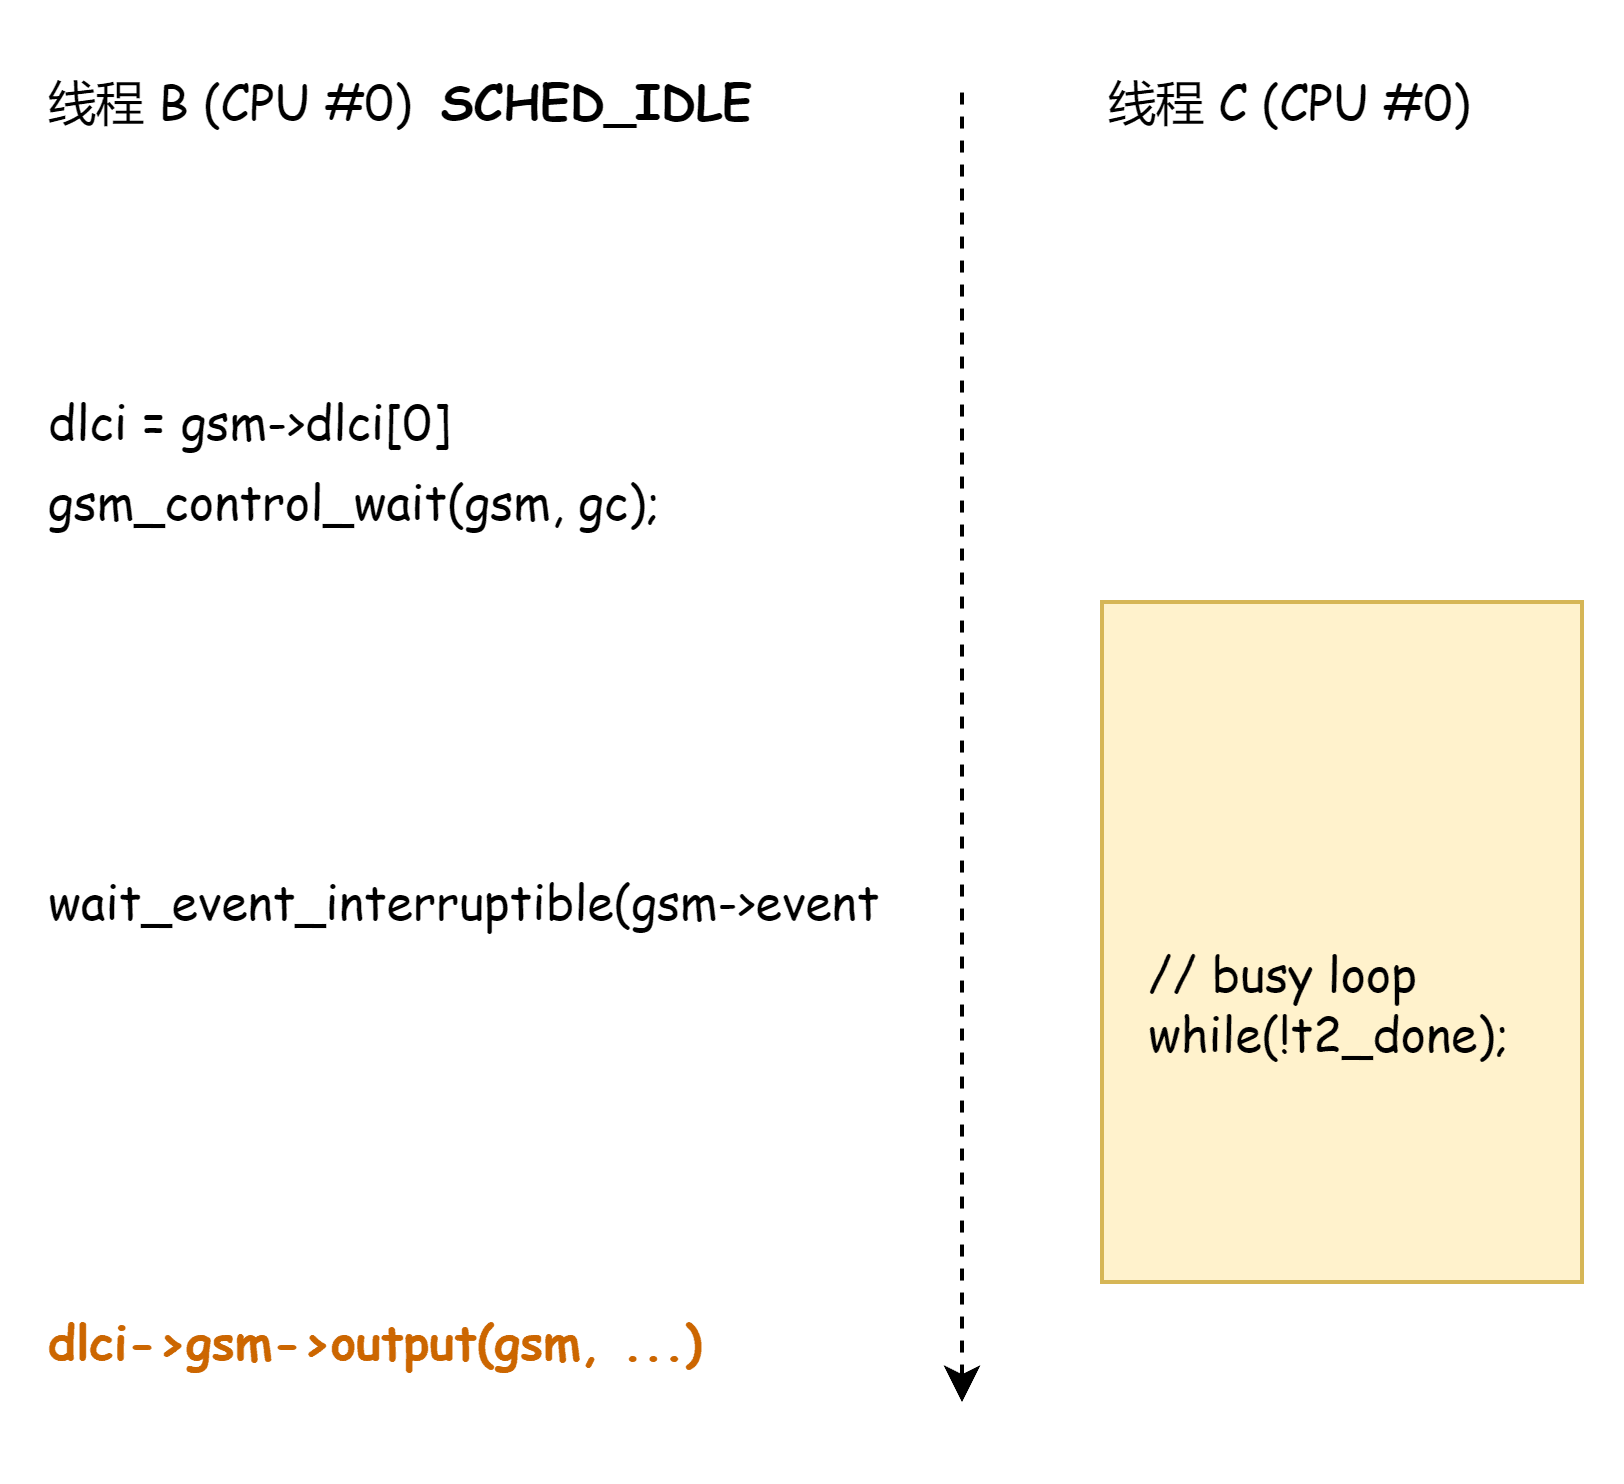 线程 B (CPU #0) SCHED_IDLE
线程 C (CPU #0)
dlci = gsm->dlci[0]
gsm_control_wait(gsm, gc);
wait_event_interruptible(gsm->event
// busy loop
while(!t2_done);
dlci->gsm->output(gsm, ...)